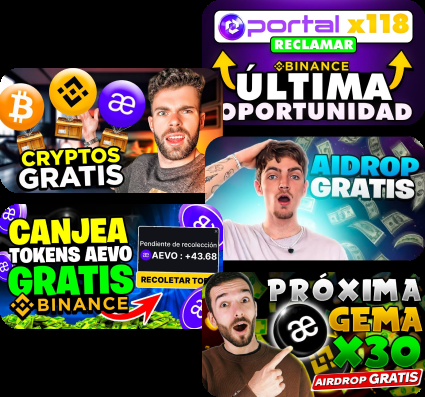 portal x118
RECLAMAR
BINANCE
ÚLTIMA
OPORTUNIDAD
æ
CRYPTOS
GRATIS
AIDROP
GRATIS
CANJEA
TOKENS AEVO
GRATIS
BINANCE
Pendiente de recolección
æ AEVO : +43.68
RECOLETAR TO
PRÓXIMA
GEMA
æ
X30
AIRDROP GRATIS